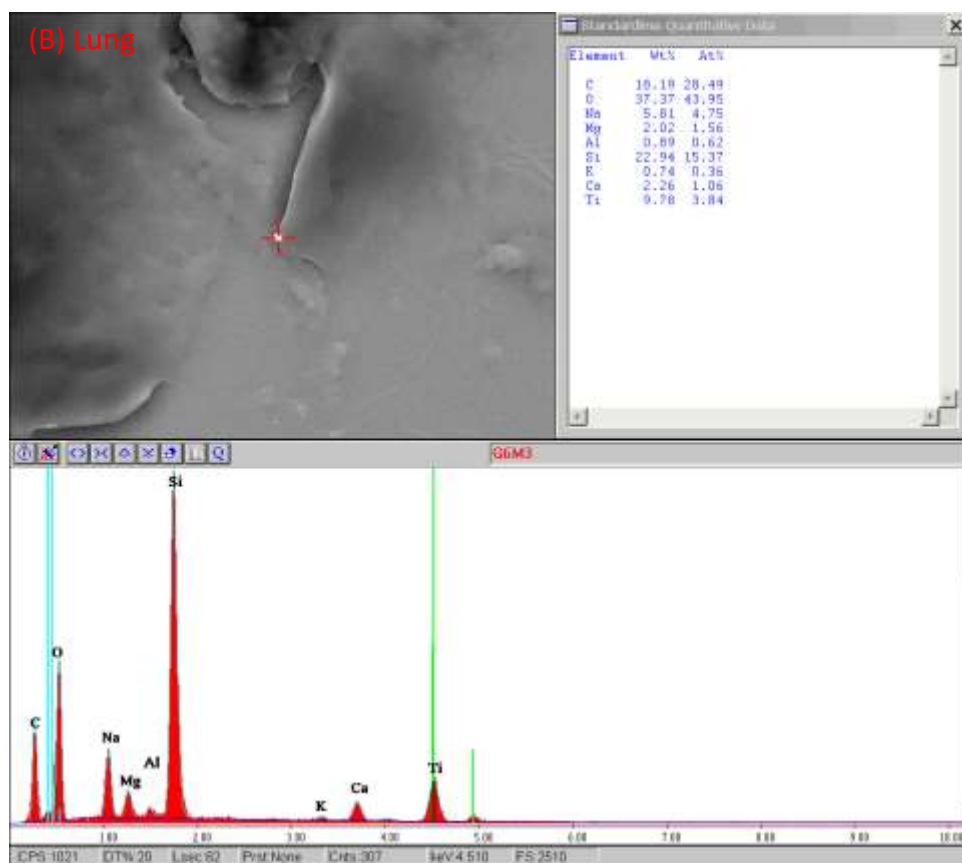 (B) Lung
Standardless Quantitative Data
Element Wt% At%
C 18.19 28.49
O 37.37 43.95
Na 5.81 4.75
Mg 2.02 1.56
Al 0.89 0.62
Si 22.94 15.37
K 0.74 0.36
Ca 2.26 1.06
Ti 9.78 3.84
G6M3
Si
O
C
Na
Mg
Al
K
Ca
Ti
1.00 2.00 3.00 4.00 5.00 6.00 7.00 8.00 9.00 10.00
CPS 1021 DT% 20 Lsec:62 Prst:None Cnts:307 keV:4.510 FS:2510